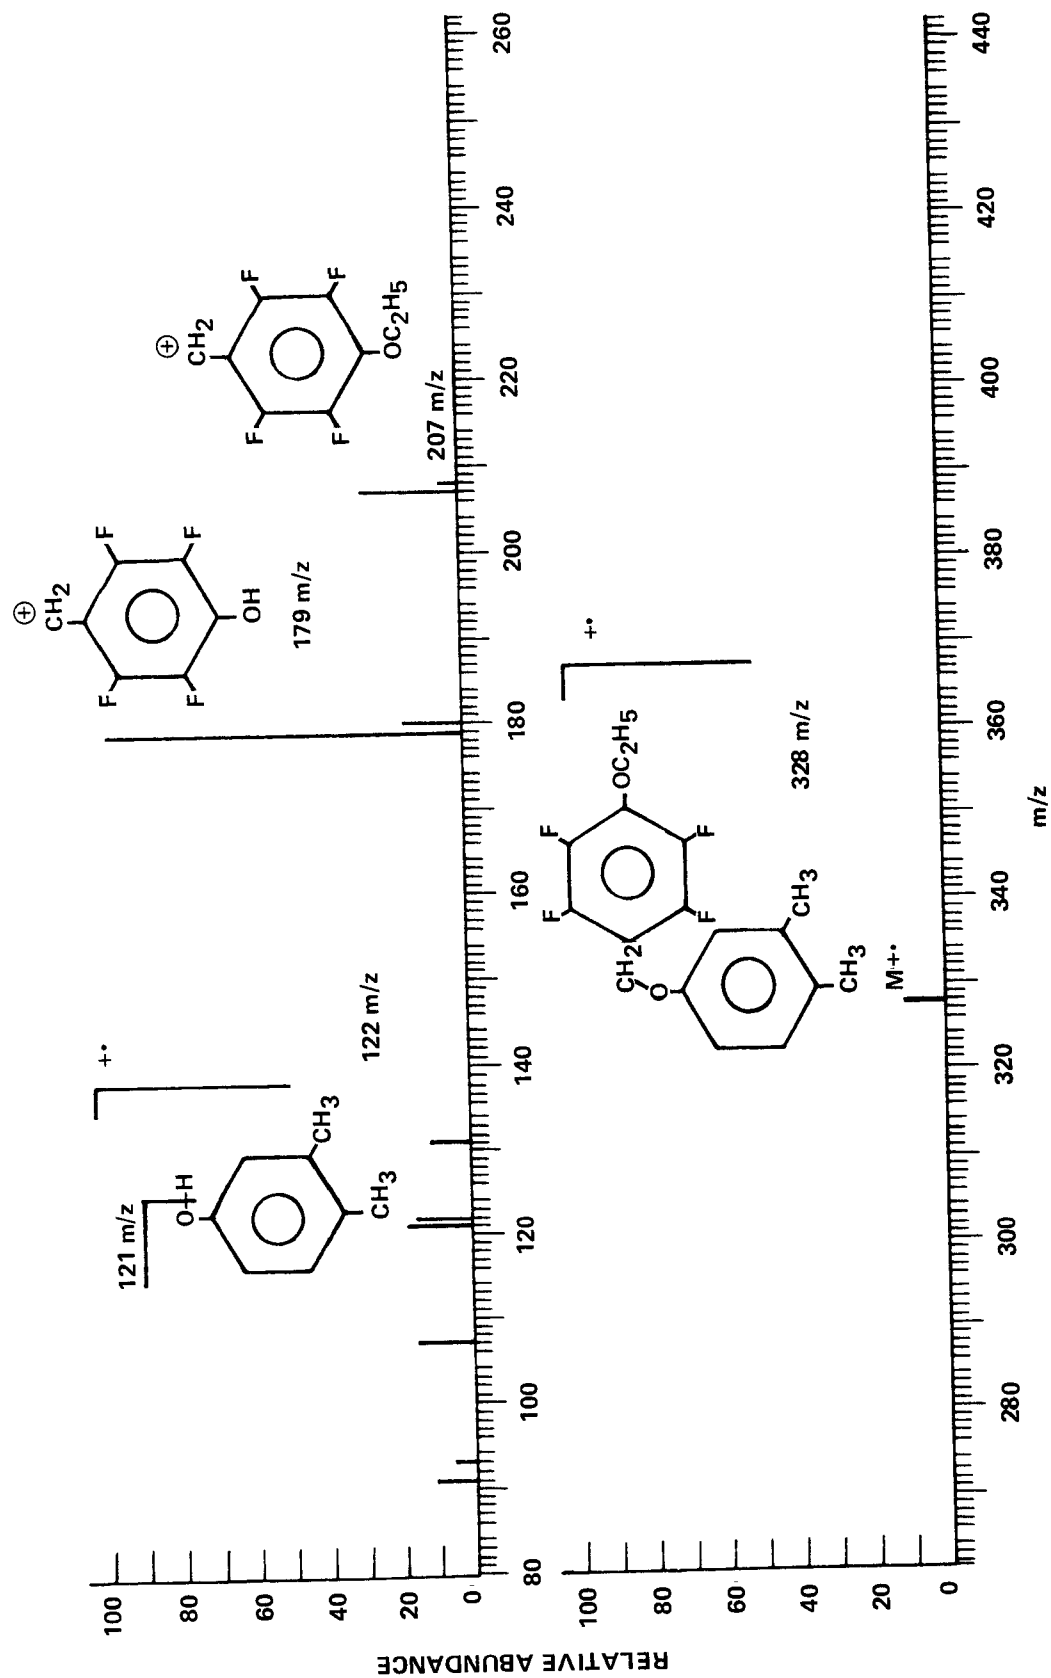 RELATIVE ABUNDANCE
100
80
60
40
20
0
121 m/z
O H
CH3
CH3
+•
122 m/z
⊕
CH2
F
F
F
F
OH
179 m/z
⊕
CH2
F
F
F
F
OC2H5
207 m/z
80
100
120
140
160
180
200
220
240
260
100
80
60
40
20
0
CH2
O
F
F
F
F
OC2H5
CH3
CH3
+•
328 m/z
M+•
280
300
320
340
360
380
400
420
440
m/z